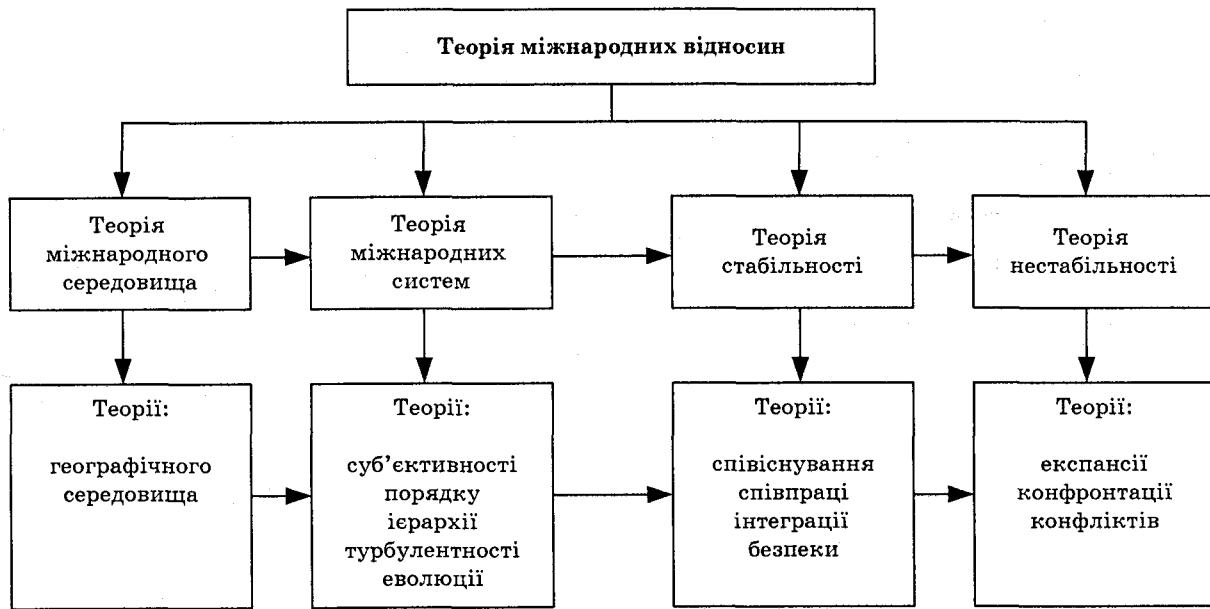 Теорія міжнародних відносин
Теорія
міжнародного
середовища
Теорія
міжнародних
систем
Теорія
стабільності
Теорія
нестабільності
Теорії:
географічного
середовища
Теорії:
суб’єктивності
порядку
ієрархії
турбулентності
еволюції
Теорії:
співіснування
співпраці
інтеграції
безпеки
Теорії:
експансії
конфронтації
конфліктів